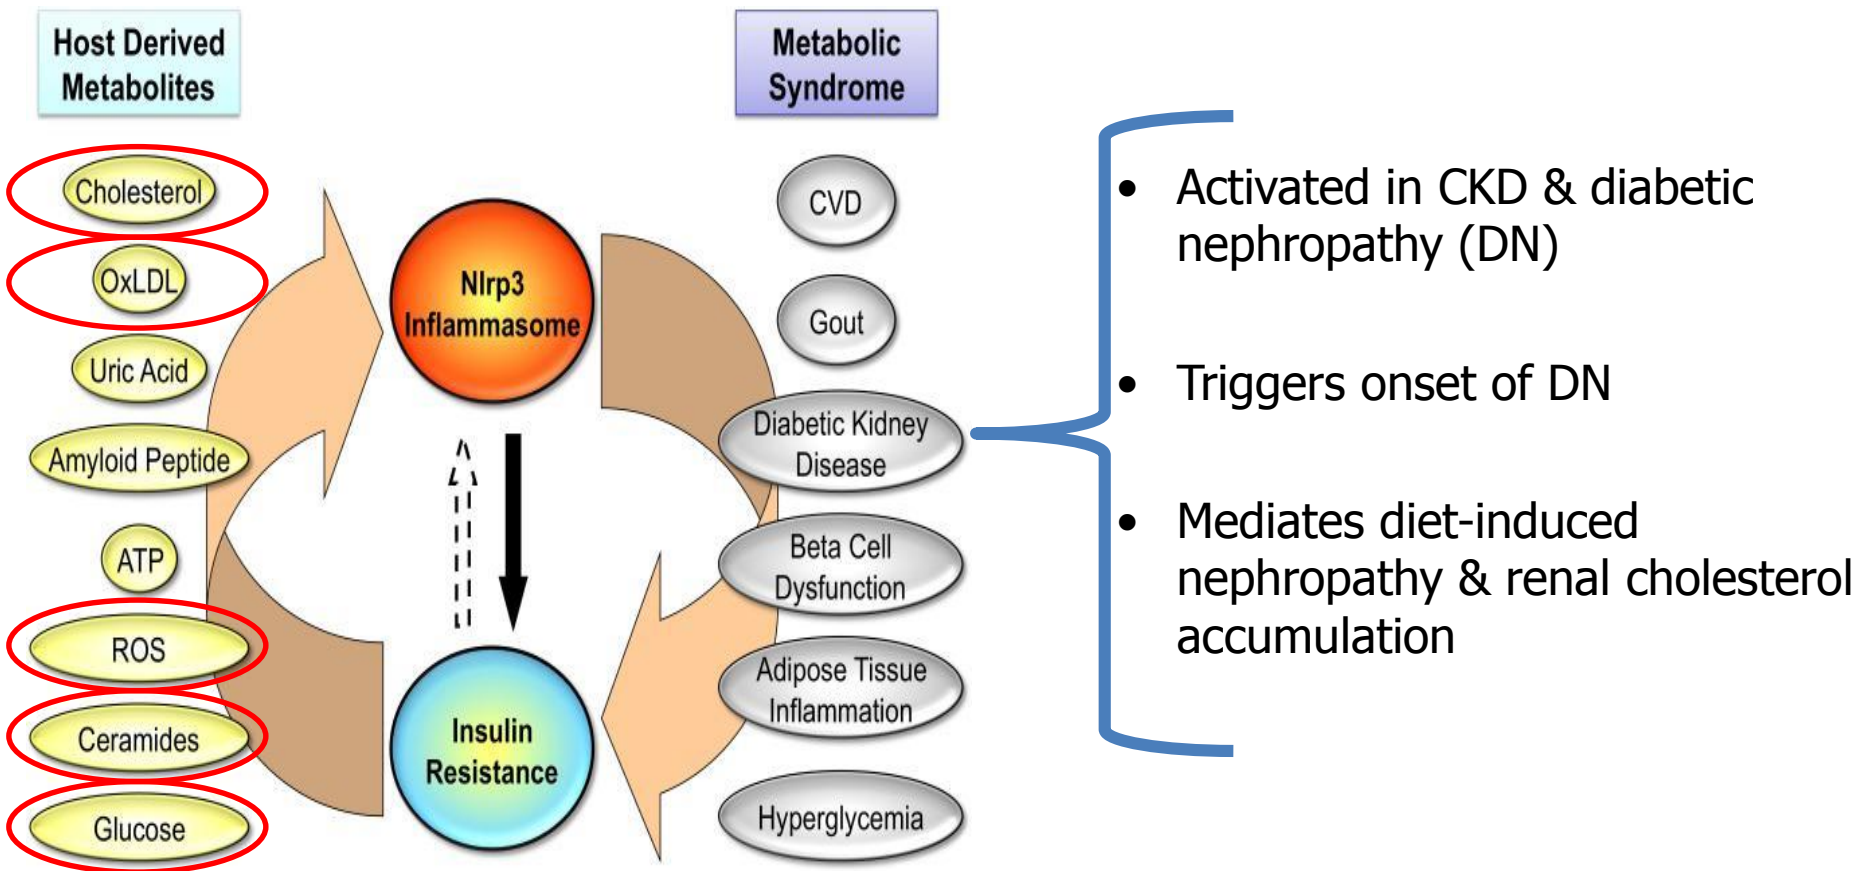 Host Derived
Metabolites
Cholesterol
OxLDL
Uric Acid
Amyloid Peptide
ATP
ROS
Ceramides
Glucose
Nlrp3
Inflammasome
Insulin
Resistance
Metabolic
Syndrome
CVD
Gout
Diabetic Kidney
Disease
Beta Cell
Dysfunction
Adipose Tissue
Inflammation
Hyperglycemia
• Activated in CKD & diabetic
nephropathy (DN)
• Triggers onset of DN
• Mediates diet-induced
nephropathy & renal cholesterol
accumulation